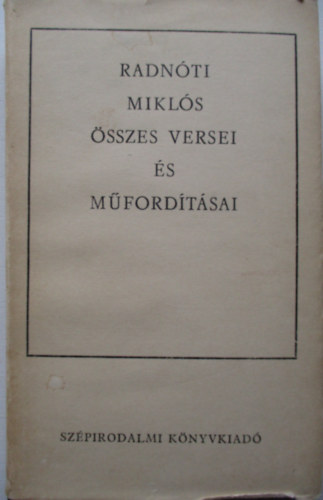 RADNÓTI
MIKLÓS
ÖSSZES VERSEI
ÉS
MŰFORDÍTÁSAI
SZÉPIRODALMI KÖNYVKIADÓ